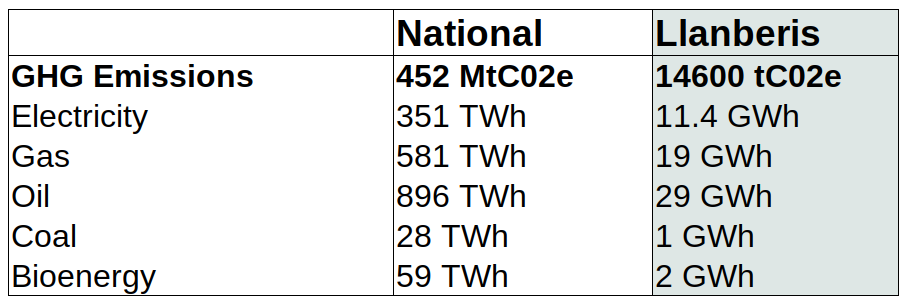 National Llanberis
GHG Emissions 452 MtC02e 14600 tC02e
Electricity 351 TWh 11.4 GWh
Gas 581 TWh 19 GWh
Oil 896 TWh 29 GWh
Coal 28 TWh 1 GWh
Bioenergy 59 TWh 2 GWh